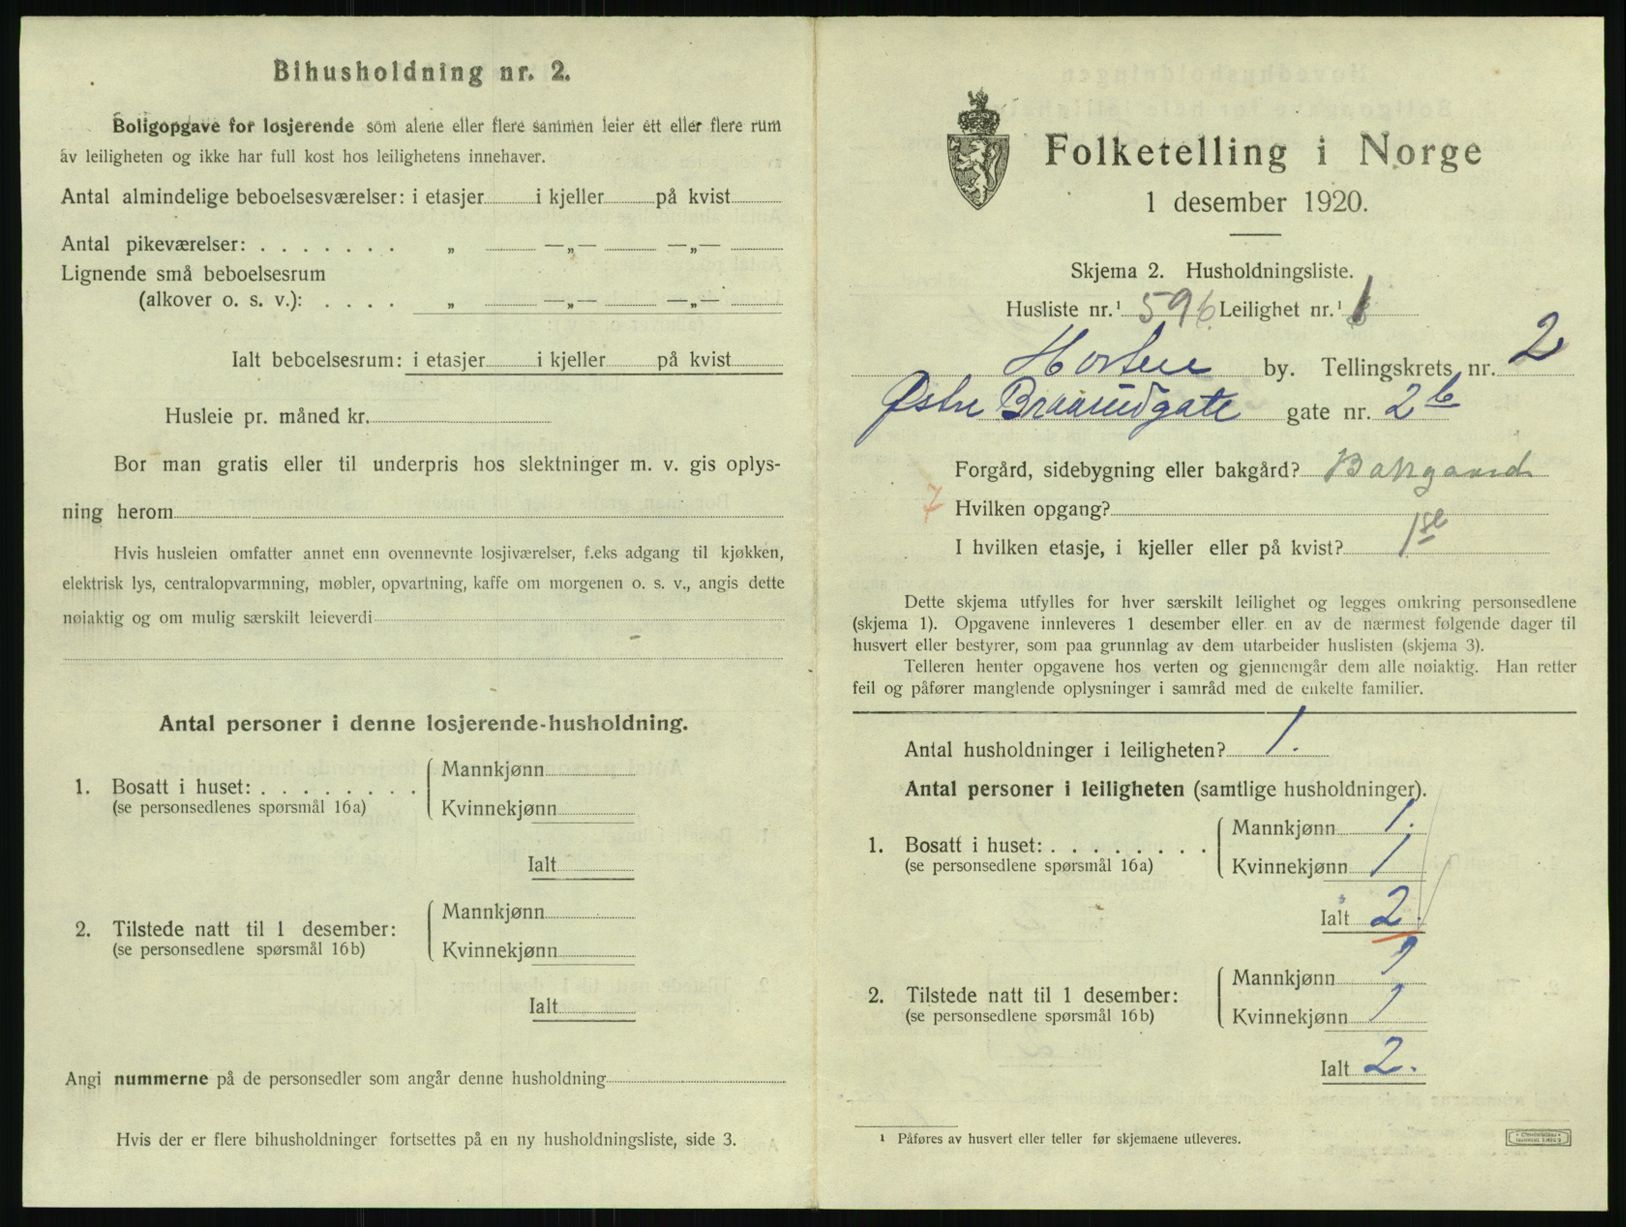 Bihusholdning nr. 2.
Boligopgave for losjerende som alene eller flere sammen leier ett eller flere rum
av leiligheten og ikke har full kost hos leilighetens innehaver.
Antal almindelige beboelsesværelser: i etasjer i kjeller på kvist
Antal pikeværelser: . . . . . . . „ —„— —„—
Lignende små beboelsesrum
(alkover o. s. v.): . . . . „ —„— —„—
Ialt beboelsesrum: i etasjer i kjeller på kvist
Husleie pr. måned kr.
Bor man gratis eller til underpris hos slektninger m. v. gis oplys-
ning herom
Hvis husleien omfatter annet enn ovennevnte losjiværelser, f.eks adgang til kjøkken,
elektrisk lys, centralopvarmning, møbler, opvartning, kaffe om morgenen o. s. v., angis dette
nøiaktig og om mulig særskilt leieverdi
Antal personer i denne losjerende-husholdning.
1. Bosatt i huset: . . . . . . . .
(se personsedlenes spørsmål 16a)
Mannkjønn
Kvinnekjønn
Ialt
2. Tilstede natt til 1 desember:
(se personsedlene spørsmål 16b)
Mannkjønn
Kvinnekjønn
Ialt
Angi nummerne på de personsedler som angår denne husholdning
Hvis der er flere bihusholdninger fortsettes på en ny husholdningsliste, side 3.
Folketelling i Norge
1 desember 1920.
Skjema 2. Husholdningsliste.
Husliste nr.¹ 596 Leilighet nr.¹ 1
Horten by. Tellingskrets nr. 2
Østre Braarudgate gate nr. 2b
Forgård, sidebygning eller bakgård? Bakgaard
7 Hvilken opgang?
I hvilken etasje, i kjeller eller på kvist? 1ste
Dette skjema utfylles for hver særskilt leilighet og legges omkring personsedlene
(skjema 1). Opgavene innleveres 1 desember eller en av de nærmest følgende dager til
husvert eller bestyrer, som paa grunnlag av dem utarbeider huslisten (skjema 3).
Telleren henter opgavene hos verten og gjennemgår dem alle nøiaktig. Han retter
feil og påfører manglende oplysninger i samråd med de enkelte familier.
Antal husholdninger i leiligheten? 1.
Antal personer i leiligheten (samtlige husholdninger).
1. Bosatt i huset: . . . . . . . .
(se personsedlene spørsmål 16a)
Mannkjønn 1.
Kvinnekjønn 1
Ialt 2.
2. Tilstede natt til 1 desember:
(se personsedlene spørsmål 16b)
Mannkjønn 1
Kvinnekjønn 1
Ialt 2.
¹ Påføres av husvert eller teller før skjemaene utleveres.